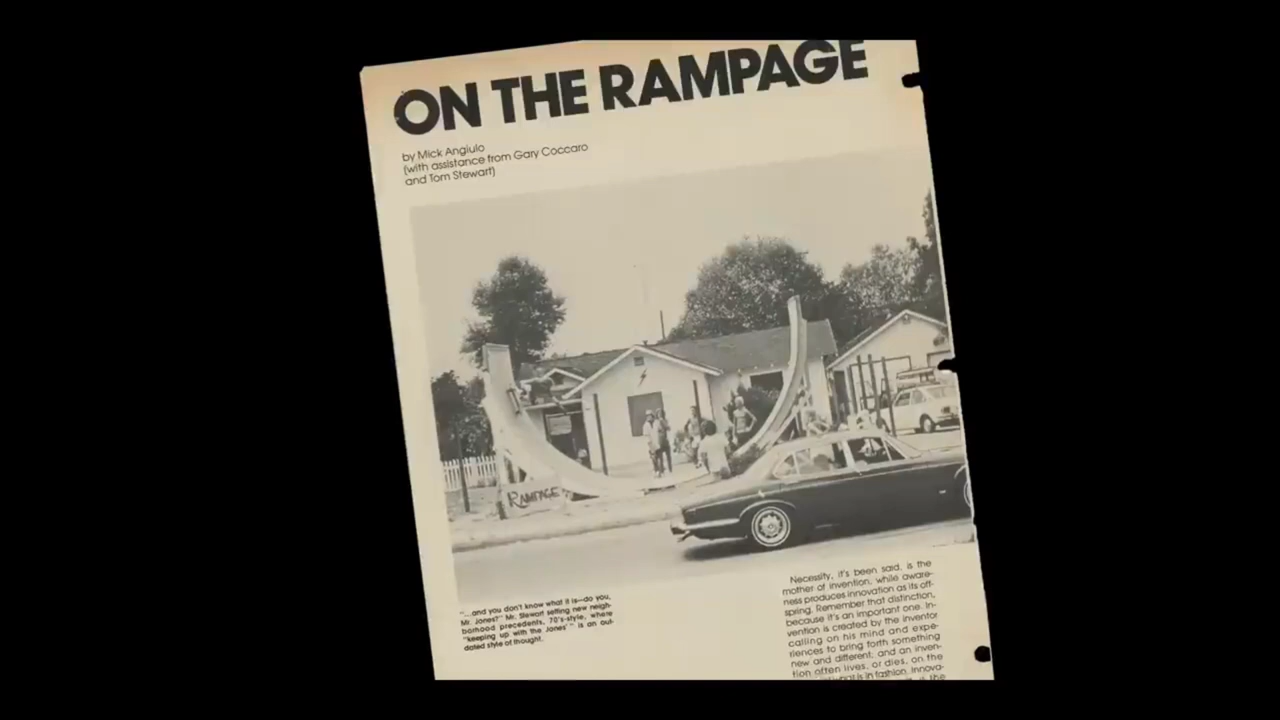 ON THE RAMPAGE
by Mick Angiulo
(with assistance from Gary Coccaro
and Tom Stewart)
RAMPAGE
"...and you don't know what it is—do you,
Mr. Jones?" Mr. Stewart setting new neigh-
borhood precedents, 70's-style, where
"keeping up with the Jones'" is an out-
dated style of thought.
Necessity, it's been said, is the
mother of invention, while aware-
ness produces innovation as its off-
spring. Remember that distinction,
because it's an important one. In-
vention is created by the inventor
calling on his mind and expe-
riences to bring forth something
new and different; and an inven-
tion often lives, or dies, on the
what is in fashion. Innova-